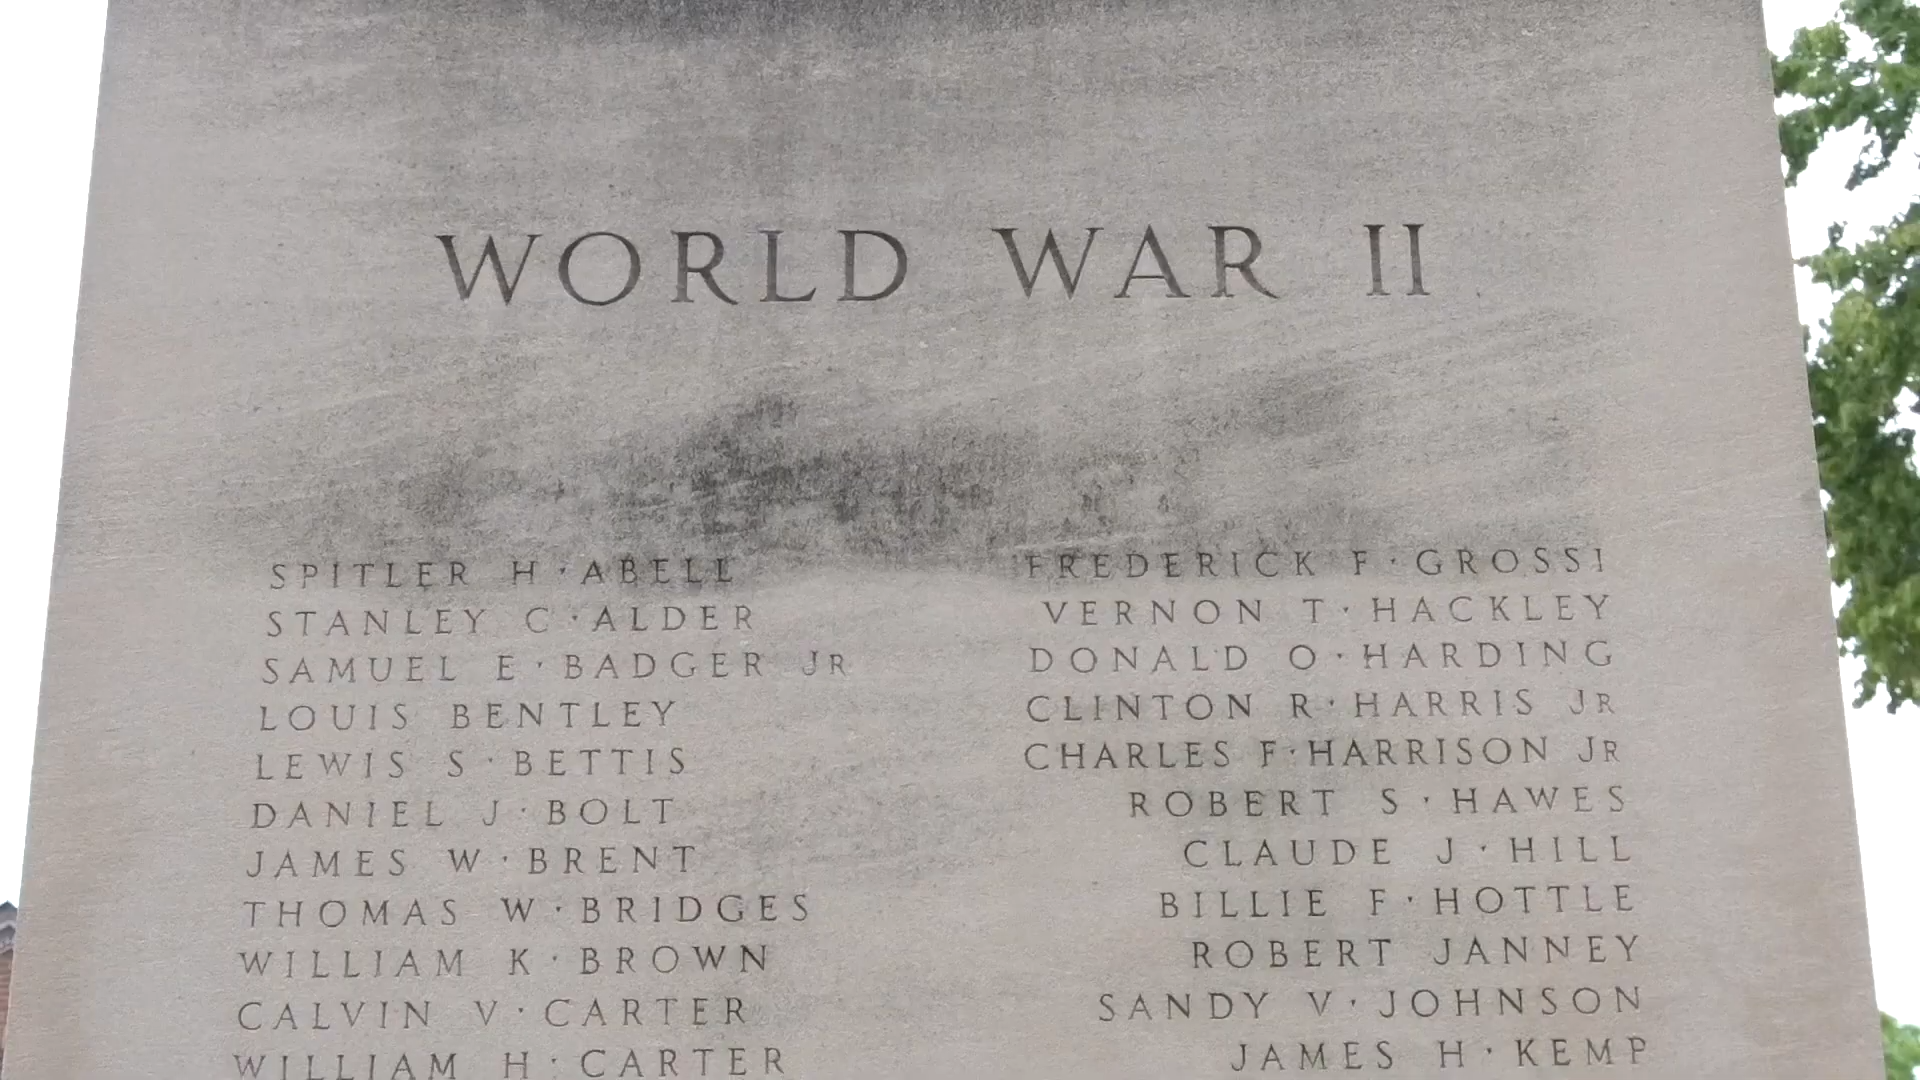 WORLD WAR II
SPITLER H·ABELL
STANLEY C·ALDER
SAMUEL E·BADGER JR
LOUIS BENTLEY
LEWIS S·BETTIS
DANIEL J·BOLT
JAMES W·BRENT
THOMAS W·BRIDGES
WILLIAM K·BROWN
CALVIN V·CARTER
WILLIAM H·CARTER
FREDERICK F·GROSSI
VERNON T·HACKLEY
DONALD O·HARDING
CLINTON R·HARRIS JR
CHARLES F·HARRISON JR
ROBERT S·HAWES
CLAUDE J·HILL
BILLIE F·HOTTLE
ROBERT JANNEY
SANDY V·JOHNSON
JAMES H·KEMP